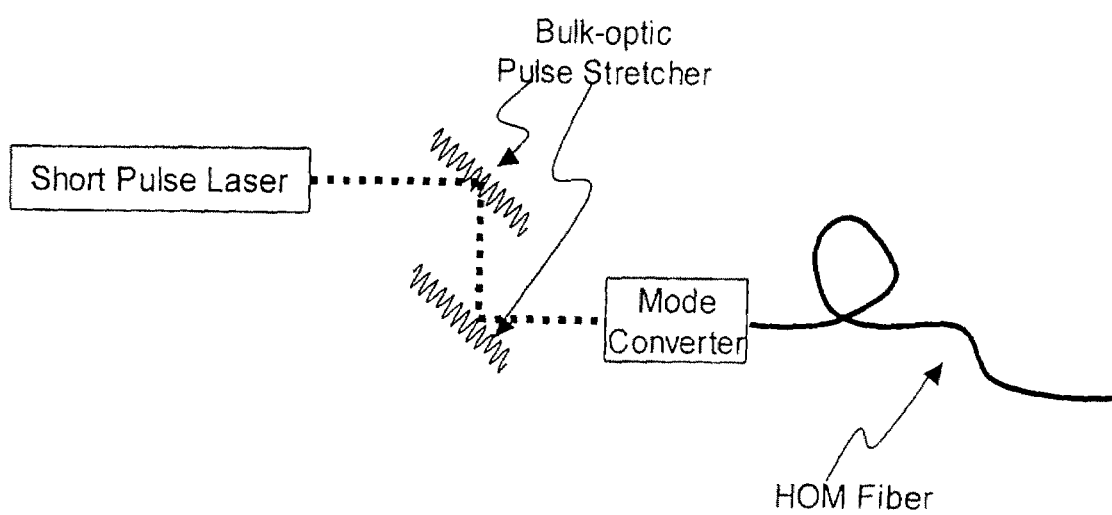 Bulk-optic
Pulse Stretcher
Short Pulse Laser
Mode
Converter
HOM Fiber